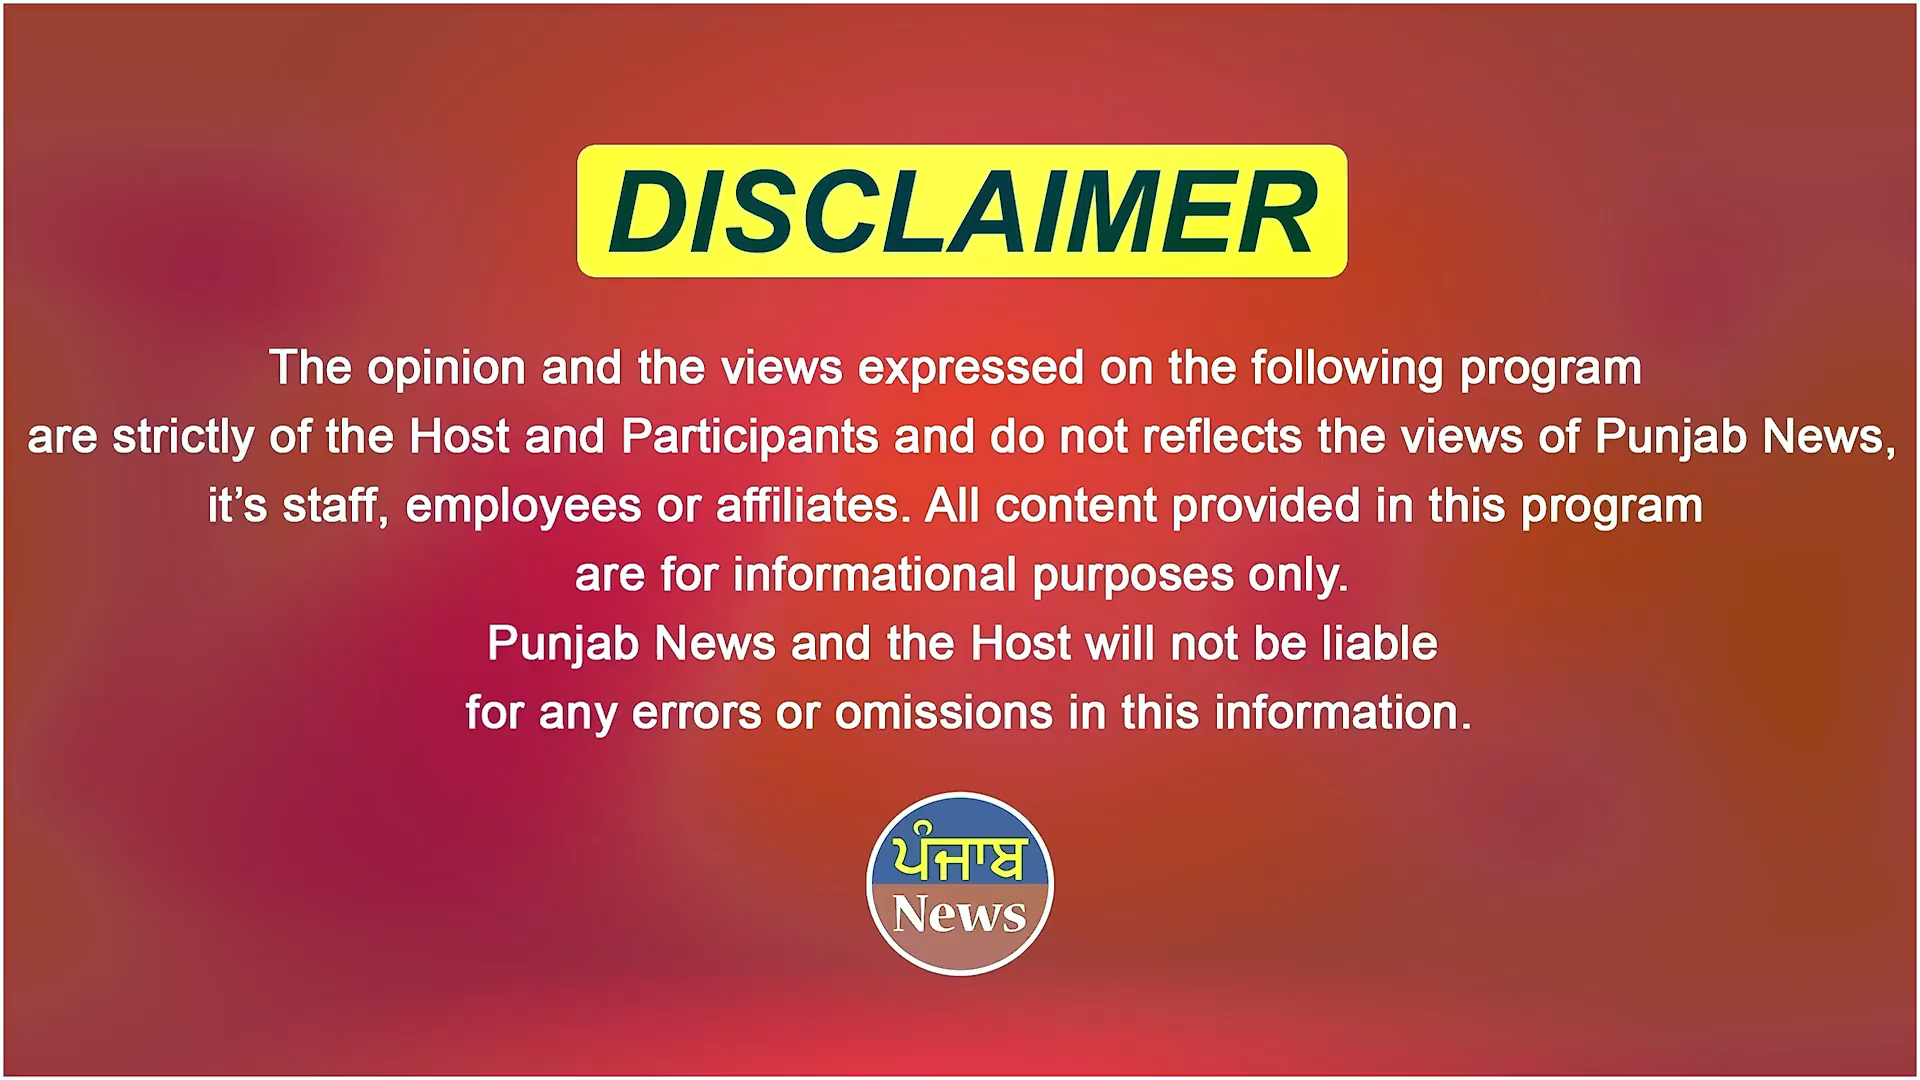 DISCLAIMER
The opinion and the views expressed on the following program
are strictly of the Host and Participants and do not reflects the views of Punjab News,
it’s staff, employees or affiliates. All content provided in this program
are for informational purposes only.
Punjab News and the Host will not be liable
for any errors or omissions in this information.
ਪੰਜਾਬ
News